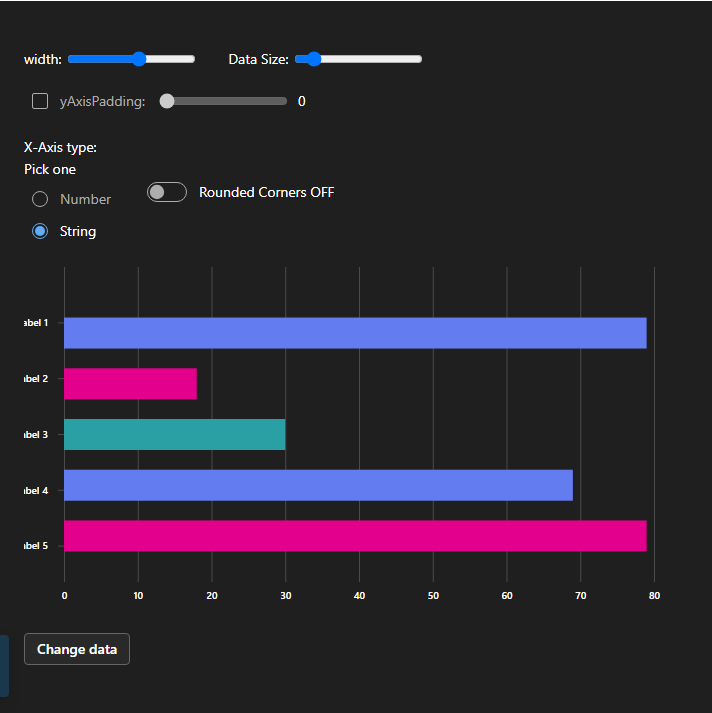 width: Data Size:
yAxisPadding: 0
X-Axis type:
Pick one
Number Rounded Corners OFF
String
abel 1
abel 2
abel 3
abel 4
abel 5
0 10 20 30 40 50 60 70 80
Change data